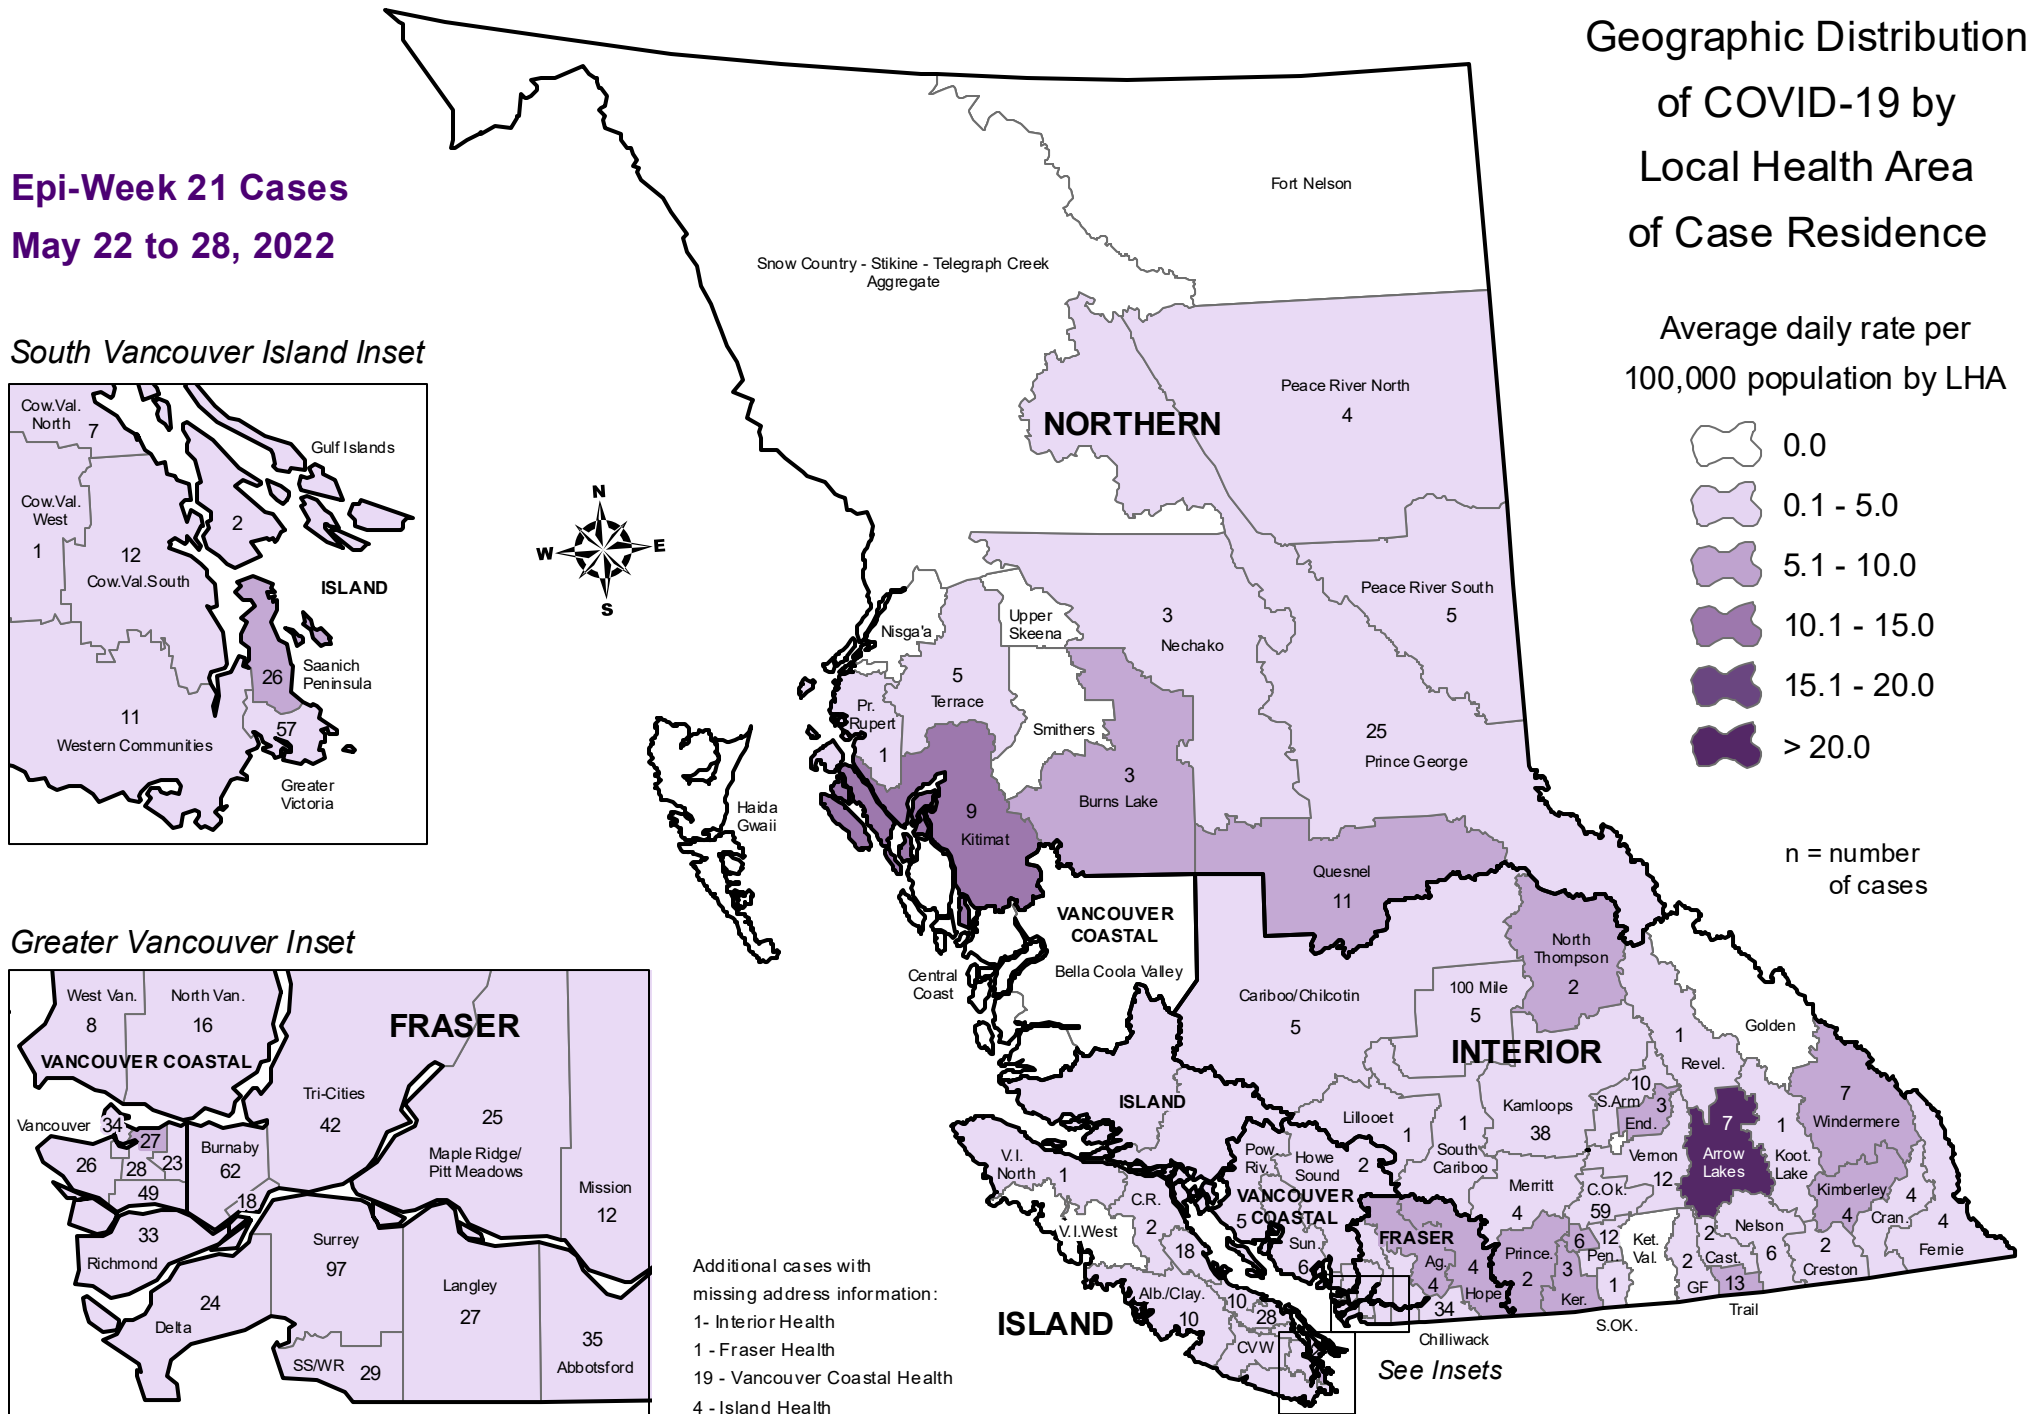 Geographic Distribution
of COVID-19 by
Local Health Area
of Case Residence
Epi-Week 21 Cases
May 22 to 28, 2022
Average daily rate per
100,000 population by LHA
0.0
0.1 - 5.0
5.1 - 10.0
10.1 - 15.0
15.1 - 20.0
> 20.0
n = number
of cases
South Vancouver Island Inset
Cow.Val.
North
7
Gulf Islands
Cow.Val.
West
1
2
12
Cow.Val.South
ISLAND
Saanich
Peninsula
26
11
Western Communities
57
Greater
Victoria
Greater Vancouver Inset
West Van.
8
North Van.
16
VANCOUVER COASTAL
FRASER
Tri-Cities
42
25
Maple Ridge/
Pitt Meadows
Vancouver
34
27
26
28
23
49
Burnaby
62
18
Mission
12
33
Richmond
Surrey
97
Langley
27
24
Delta
SS/WR
29
35
Abbotsford
Additional cases with
missing address information:
1- Interior Health
1 - Fraser Health
19 - Vancouver Coastal Health
4 - Island Health
N
W
E
S
Fort Nelson
Snow Country - Stikine - Telegraph Creek
Aggregate
NORTHERN
Peace River North
4
Peace River South
5
3
Nechako
Nisga'a
Upper
Skeena
5
Terrace
Pr.
Rupert
1
Smithers
3
Burns Lake
25
Prince George
Haida
Gwaii
9
Kitimat
Quesnel
11
VANCOUVER
COASTAL
Bella Coola Valley
Central
Coast
Cariboo/Chilcotin
5
100 Mile
5
North
Thompson
2
INTERIOR
Golden
1
Revel.
ISLAND
Lillooet
1
1
South
Cariboo
Kamloops
38
10
S.Arm
3
End.
7
Arrow
Lakes
1
Koot.
Lake
7
Windermere
Vernon
12
Kimberley
4
4
Cran.
4
Fernie
V.I.
North
1
Pow.
Riv.
5
Howe
Sound
2
VANCOUVER
COASTAL
C.R.
2
V.I.West
18
Sun.
6
FRASER
Ag.
4
4
Hope
34
Chilliwack
Merritt
4
C.Ok.
59
Prince.
2
6
12
Pen.
3
Ker.
1
S.OK.
Ket.
Val.
2
GF
2
Cast.
13
Trail
Nelson
6
2
Creston
Alb./Clay.
10
10
28
CVW
ISLAND
See Insets